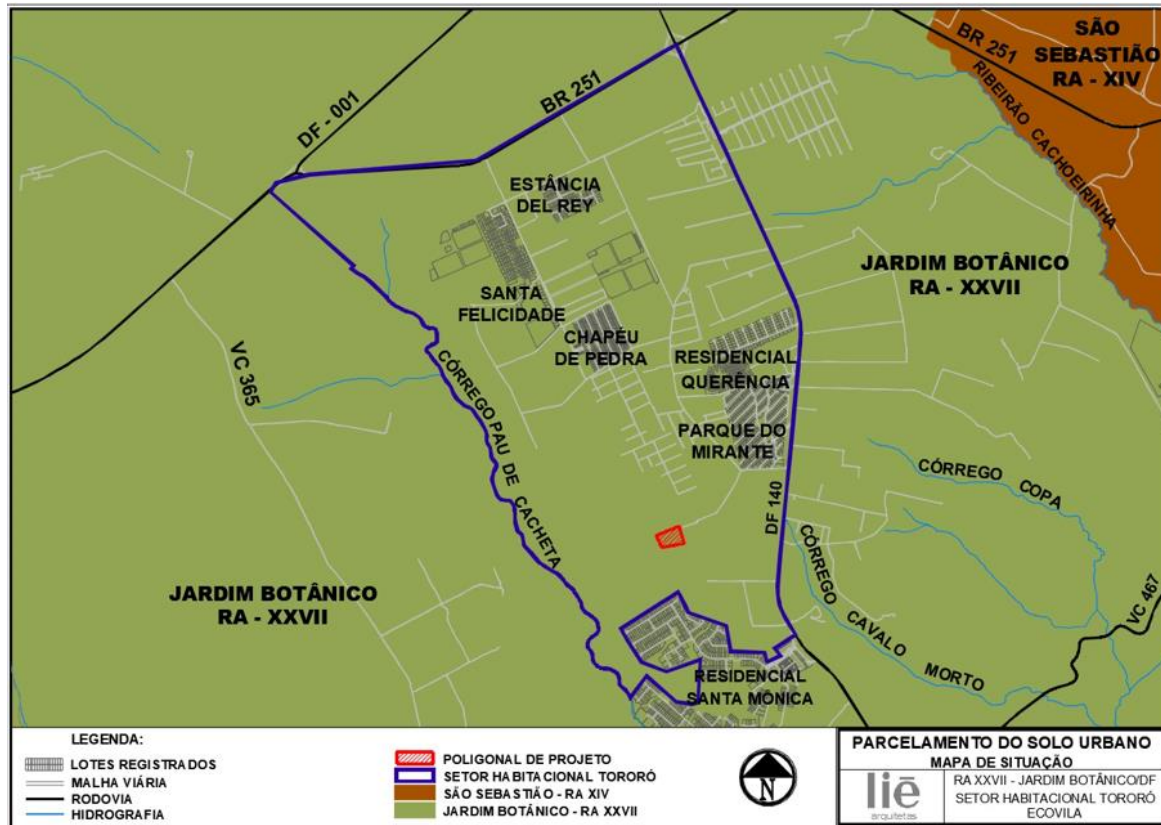 SÃO
SEBASTIÃO
RA - XIV
BR 251
RIBEIRÃO CACHOEIRINHA
DF - 001
BR 251
ESTÂNCIA
DEL REY
JARDIM BOTÂNICO
RA - XXVII
SANTA
FELICIDADE
CHAPÉU
DE PEDRA
RESIDENCIAL
QUERÊNCIA
VC 365
CÓRREGO PAU DE CACHETA
PARQUE DO
MIRANTE
CÓRREGO COPA
DF 140
CÓRREGO CAVALO MORTO
JARDIM BOTÂNICO
RA - XXVII
VC 467
RESIDENCIAL
SANTA MÔNICA
LEGENDA:
LOTES REGISTRADOS
MALHA VIÁRIA
RODOVIA
HIDROGRAFIA
POLIGONAL DE PROJETO
SETOR HABITACIONAL TORORÓ
SÃO SEBASTIÃO - RA XIV
JARDIM BOTÂNICO - RA XXVII
N
PARCELAMENTO DO SOLO URBANO
MAPA DE SITUAÇÃO
liē
arquitetas
RA XXVII - JARDIM BOTÂNICO/DF
SETOR HABITACIONAL TORORÓ
ECOVILA